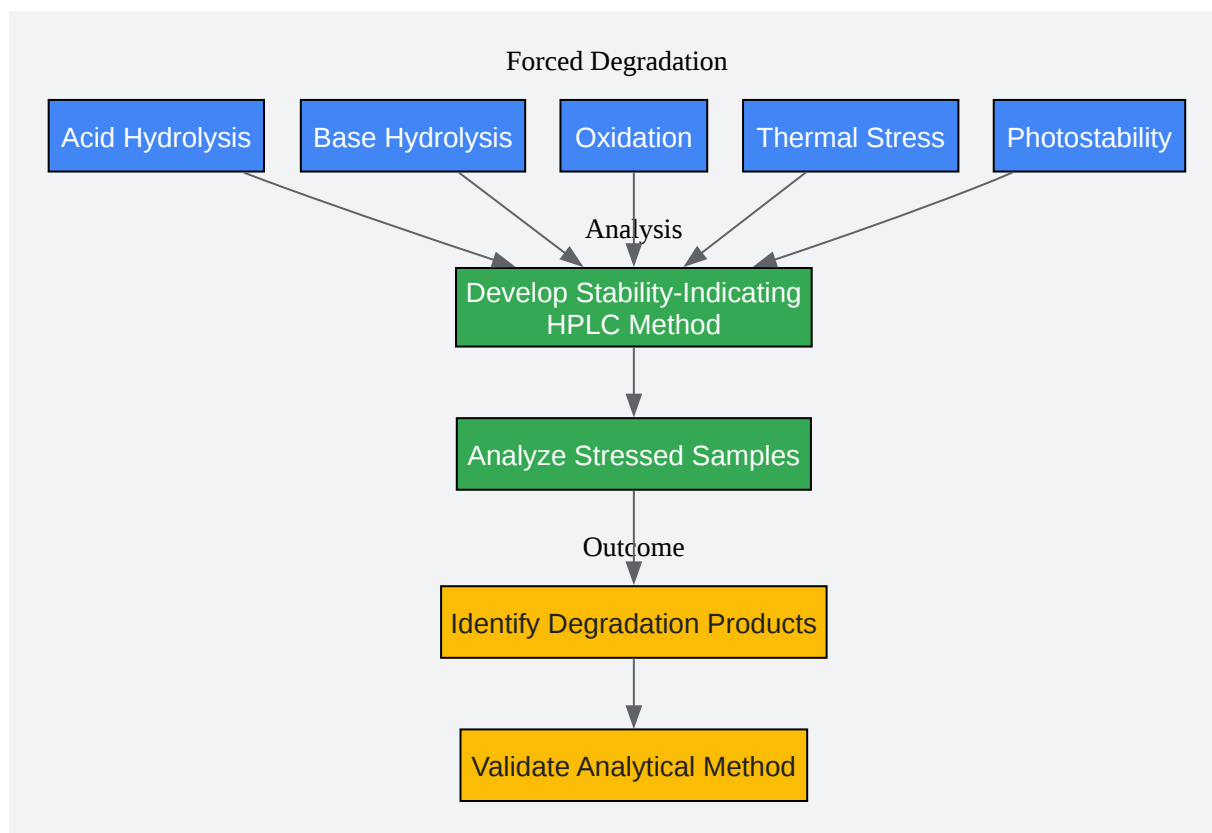 Forced Degradation
Acid Hydrolysis
Base Hydrolysis
Oxidation
Thermal Stress
Photostability
Analysis
Develop Stability-Indicating
HPLC Method
Analyze Stressed Samples
Outcome
Identify Degradation Products
Validate Analytical Method